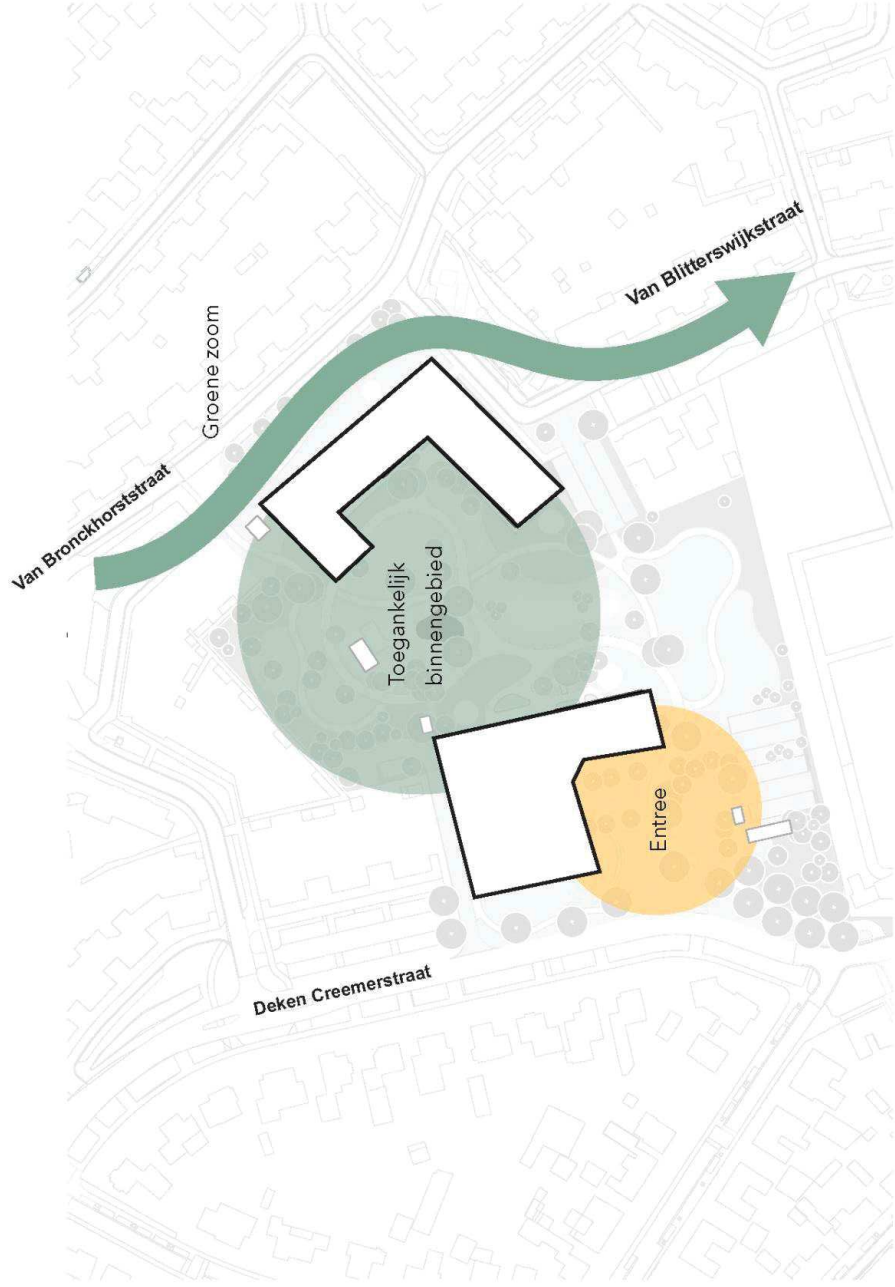 Van Bronckhorststraat
Groene zoom
Van Blitterswijkstraat
Toegankelijk
binnengebied
Entree
Deken Creemerstraat